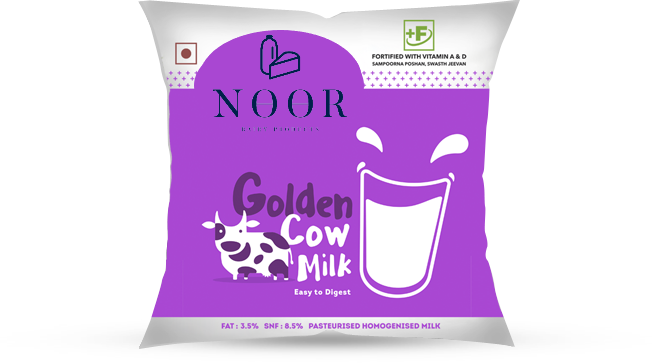 +F
FORTIFIED WITH VITAMIN A & D
SAMPOORNA POSHAN, SWASTH JEEVAN
NOOR
Golden
Cow
Milk
Easy to Digest
FAT : 3.5% SNF : 8.5% PASTEURISED HOMOGENISED MILK